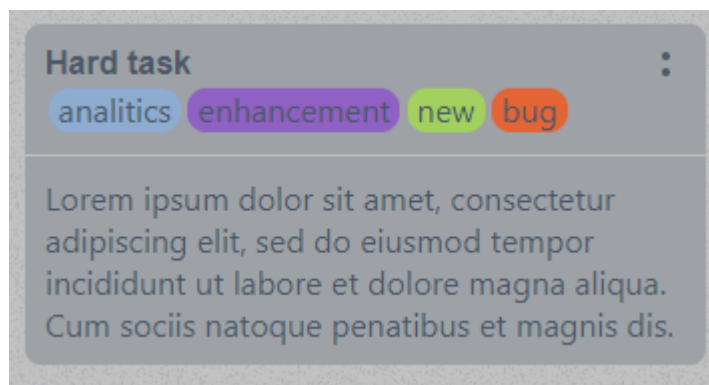 Hard task
analitics enhancement new bug
Lorem ipsum dolor sit amet, consectetur
adipiscing elit, sed do eiusmod tempor
incididunt ut labore et dolore magna aliqua.
Cum sociis natoque penatibus et magnis dis.